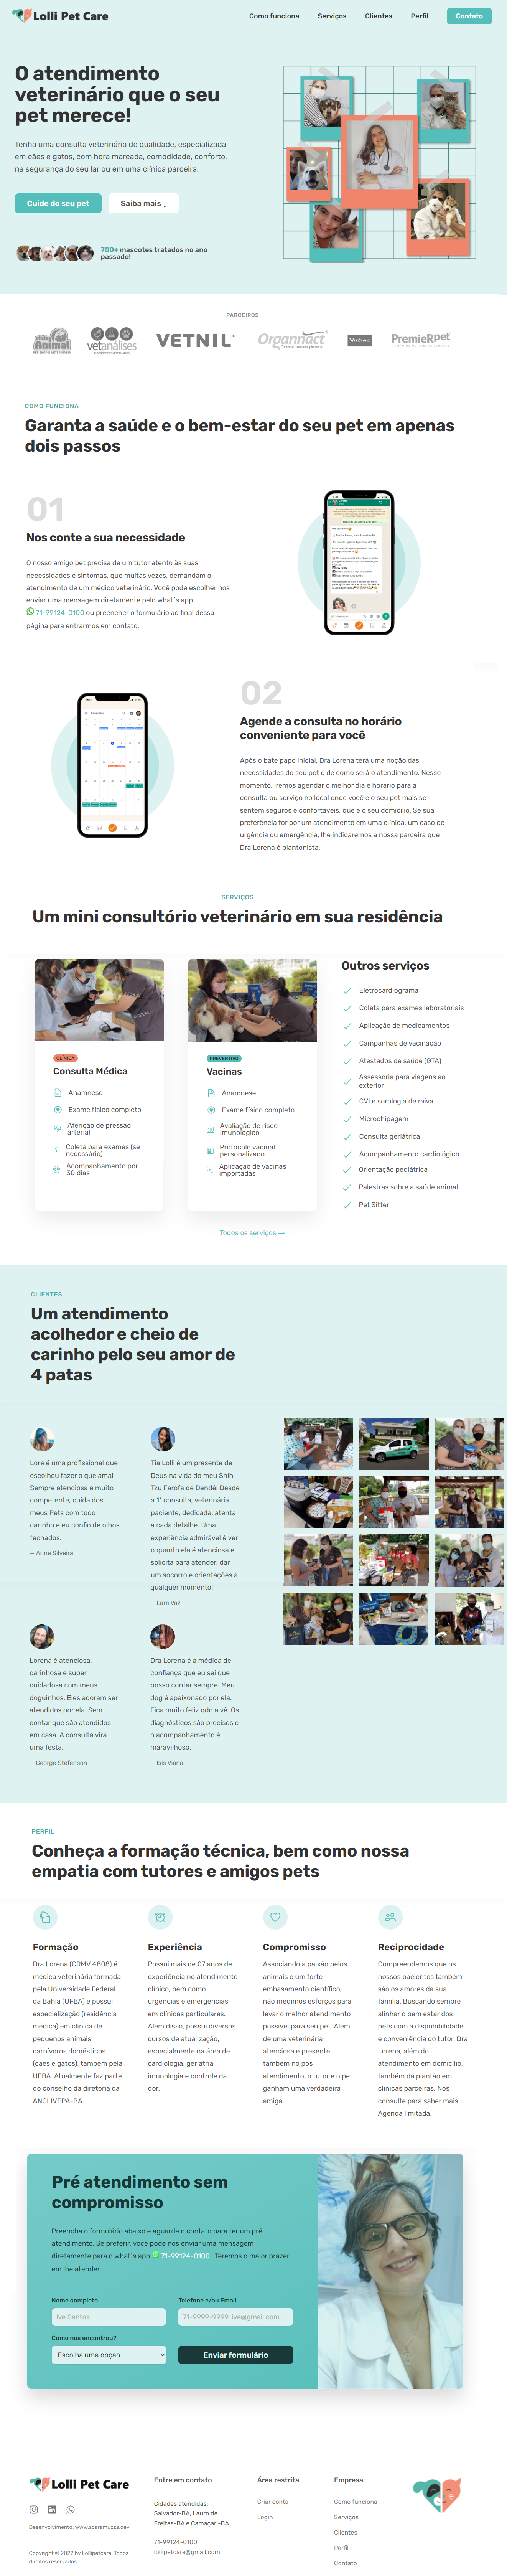 Lolli Pet Care
Como funciona
Serviços
Clientes
Perfil
Contato
O atendimento
veterinário que o seu
pet merece!
Tenha uma consulta veterinária de qualidade, especializada
em cães e gatos, com hora marcada, comodidade, conforto,
na segurança do seu lar ou em uma clínica parceira.
Cuide do seu pet
Saiba mais ↓
700+ mascotes tratados no ano
passado!
PARCEIROS
Animal
vetanálises
VETNIL
Organnact
Virbac
PremieRpet
COMO FUNCIONA
Garanta a saúde e o bem-estar do seu pet em apenas
dois passos
01
Nos conte a sua necessidade
O nosso amigo pet precisa de um tutor atento às suas
necessidades e sintomas, que muitas vezes, demandam o
atendimento de um médico veterinário. Você pode escolher nos
enviar uma mensagem diretamente pelo what´s app
71-99124-0100 ou preencher o formulário ao final dessa
página para entrarmos em contato.
02
Agende a consulta no horário
conveniente para você
Após o bate papo inicial, Dra Lorena terá uma noção das
necessidades do seu pet e de como será o atendimento. Nesse
momento, iremos agendar o melhor dia e horário para a
consulta ou serviço no local onde você e o seu pet mais se
sentem seguros e confortáveis, que é o seu domicílio. Se sua
preferência for por um atendimento em uma clínica, um caso de
urgência ou emergência, lhe indicaremos a nossa parceira que
Dra Lorena é plantonista.
SERVIÇOS
Um mini consultório veterinário em sua residência
CLÍNICA
Consulta Médica
Anamnese
Exame físico completo
Aferição de pressão
arterial
Coleta para exames (se
necessário)
Acompanhamento por
30 dias
PREVENTIVO
Vacinas
Anamnese
Exame físico completo
Avaliação de risco
imunológico
Protocolo vacinal
personalizado
Aplicação de vacinas
importadas
Outros serviços
Eletrocardiograma
Coleta para exames laboratoriais
Aplicação de medicamentos
Campanhas de vacinação
Atestados de saúde (GTA)
Assessoria para viagens ao
exterior
CVI e sorologia de raiva
Microchipagem
Consulta geriátrica
Acompanhamento cardiológico
Orientação pediátrica
Palestras sobre a saúde animal
Pet Sitter
Todos os serviços →
CLIENTES
Um atendimento
acolhedor e cheio de
carinho pelo seu amor de
4 patas
Lore é uma profissional que
escolheu fazer o que ama!
Sempre atenciosa e muito
competente, cuida dos
meus Pets com todo
carinho e eu confio de olhos
fechados.
— Anne Silveira
Tia Lolli é um presente de
Deus na vida do meu Shih
Tzu Farofa de Dendê! Desde
a 1ª consulta, veterinária
paciente, dedicada, atenta
a cada detalhe. Uma
experiência admirável é ver
o quanto ela é atenciosa e
solícita para atender, dar
um socorro e orientações a
qualquer momento!
— Lara Vaz
Lorena é atenciosa,
carinhosa e super
cuidadosa com meus
doguinhos. Eles adoram ser
atendidos por ela. Sem
contar que são atendidos
em casa. A consulta vira
uma festa.
— George Stefenson
Dra Lorena é a médica de
confiança que eu sei que
posso contar sempre. Meu
dog é apaixonado por ela.
Fica muito feliz qdo a vê. Os
diagnósticos são precisos e
o acompanhamento é
maravilhoso.
— Ísis Viana
PERFIL
Conheça a formação técnica, bem como nossa
empatia com tutores e amigos pets
Formação
Dra Lorena (CRMV 4808) é
médica veterinária formada
pela Universidade Federal
da Bahia (UFBA) e possui
especialização (residência
médica) em clínica de
pequenos animais
carnívoros domésticos
(cães e gatos), também pela
UFBA. Atualmente faz parte
do conselho da diretoria da
ANCLIVEPA-BA.
Experiência
Possui mais de 07 anos de
experiência no atendimento
clínico, bem como
urgências e emergências
em clínicas particulares.
Além disso, possui diversos
cursos de atualização,
especialmente na área de
cardiologia, geriatria,
imunologia e controle da
dor.
Compromisso
Associando a paixão pelos
animais e um forte
embasamento científico,
não medimos esforços para
levar o melhor atendimento
possível para seu pet. Além
de uma veterinária
atenciosa e presente
também no pós
atendimento, o tutor e o pet
ganham uma verdadeira
amiga.
Reciprocidade
Compreendemos que os
nossos pacientes também
são os amores da sua
família. Buscando sempre
alinhar o bem estar dos
pets com a disponibilidade
e conveniência do tutor, Dra
Lorena, além do
atendimento em domicílio,
também dá plantão em
clínicas parceiras. Nos
consulte para saber mais.
Agenda limitada.
Pré atendimento sem
compromisso
Preencha o formulário abaixo e aguarde o contato para ter um pré
atendimento. Se preferir, você pode nos enviar uma mensagem
diretamente para o what´s app 71-99124-0100 . Teremos o maior prazer
em lhe atender.
Nome completo
Ive Santos
Telefone e/ou Email
71-9999-9999, ive@gmail.com
Como nos encontrou?
Escolha uma opção
Enviar formulário
Lolli Pet Care
Desenvolvimento: www.scaramuzza.dev
Copyright © 2022 by Lollipetcare. Todos
direitos reservados.
Entre em contato
Cidades atendidas:
Salvador-BA, Lauro de
Freitas-BA e Camaçari-BA.
71-99124-0100
lollipetcare@gmail.com
Área restrita
Criar conta
Login
Empresa
Como funciona
Serviços
Clientes
Perfil
Contato